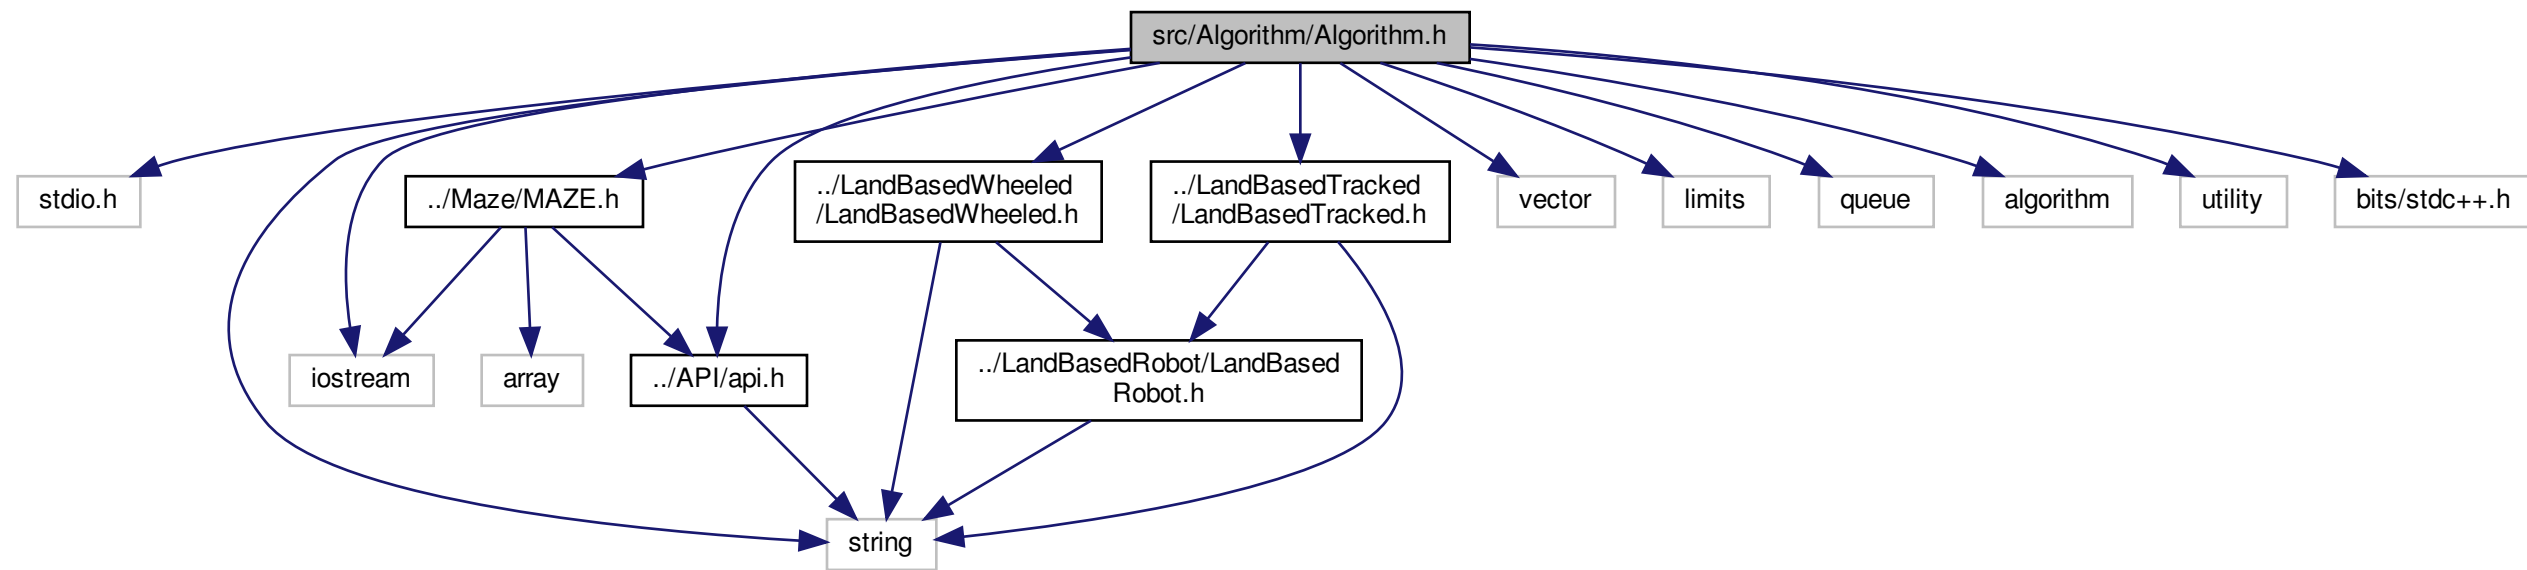 src/Algorithm/Algorithm.h
stdio.h
../Maze/MAZE.h
../LandBasedWheeled
/LandBasedWheeled.h
../LandBasedTracked
/LandBasedTracked.h
vector
limits
queue
algorithm
utility
bits/stdc++.h
iostream
array
../API/api.h
../LandBasedRobot/LandBased
Robot.h
string